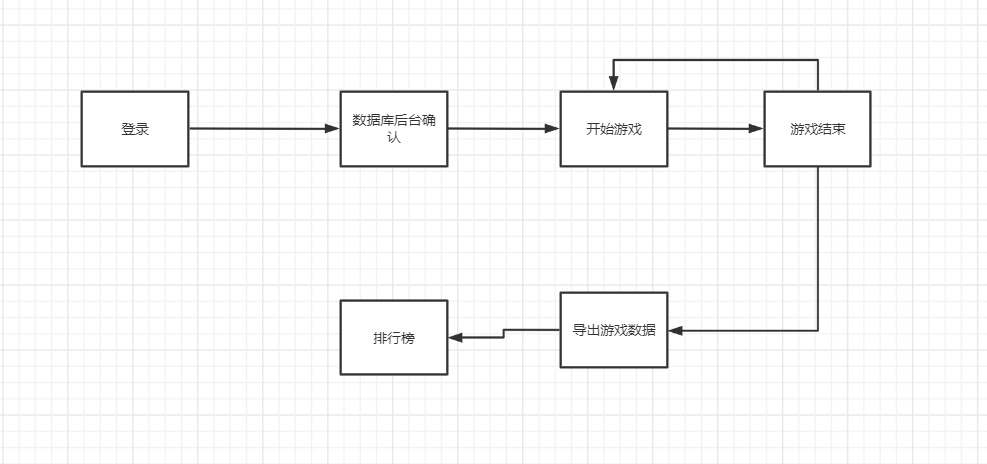 登录
数据库后台确
认
开始游戏
游戏结束
排行榜
导出游戏数据